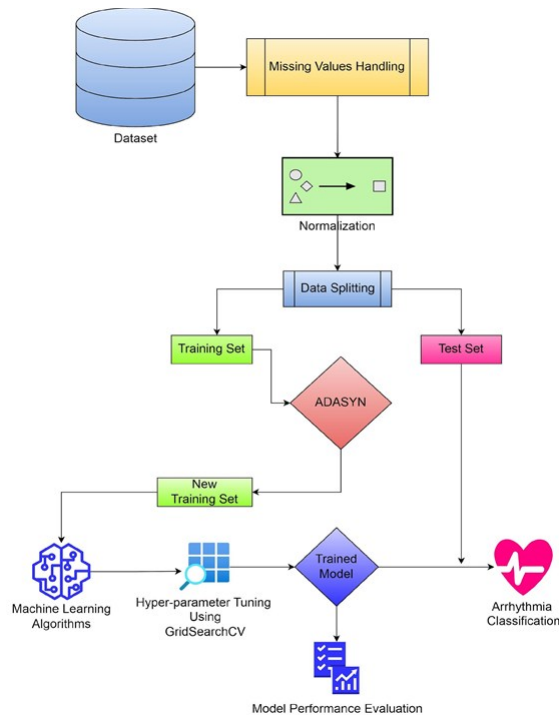 Missing Values Handling
Dataset
Normalization
Data Splitting
Training Set
Test Set
ADASYN
New
Training Set
Trained
Model
Machine Learning
Algorithms
Hyper-parameter Tuning
Using
GridSearchCV
Arrhythmia
Classification
Model Performance Evaluation